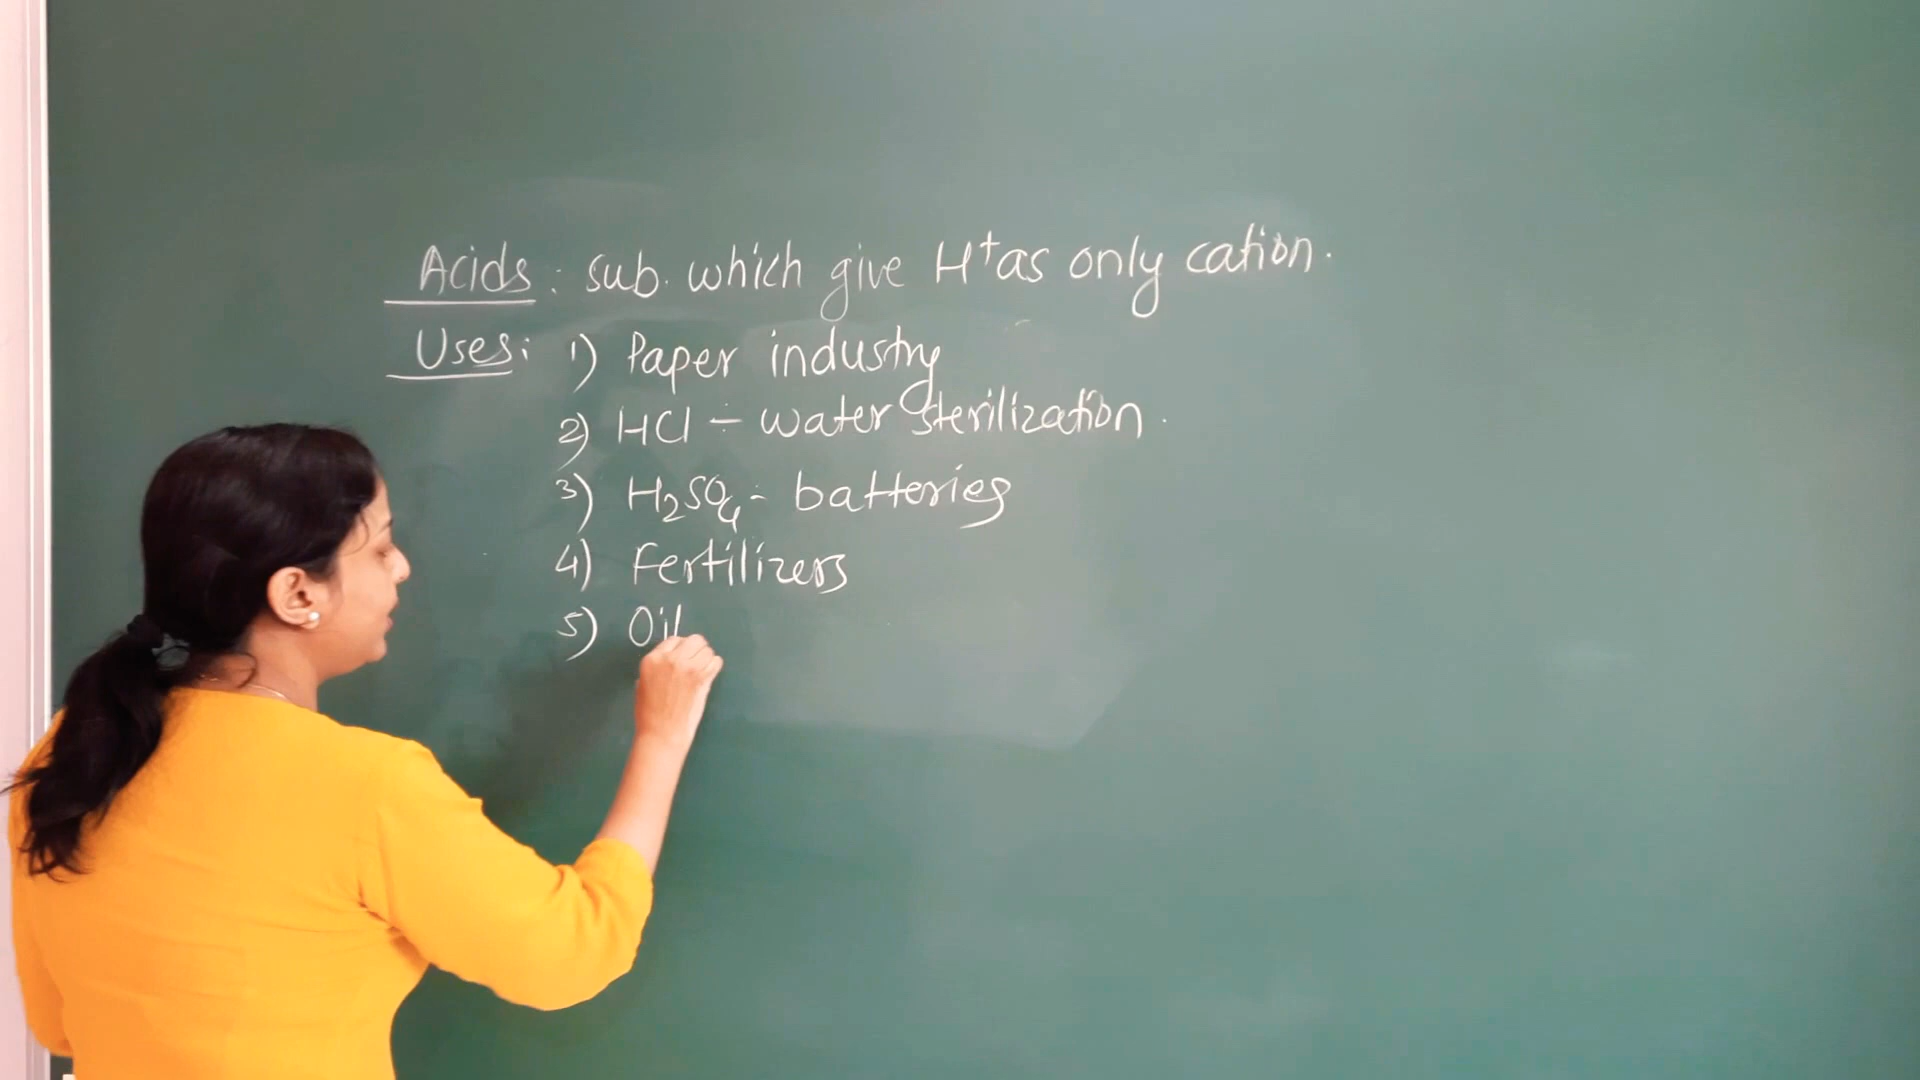 Acids : sub. which give H⁺ as only cation.
Uses: 1) Paper industry
2) HCl - water sterilization.
3) H₂SO₄ - batteries
4) Fertilizers
5) Oil